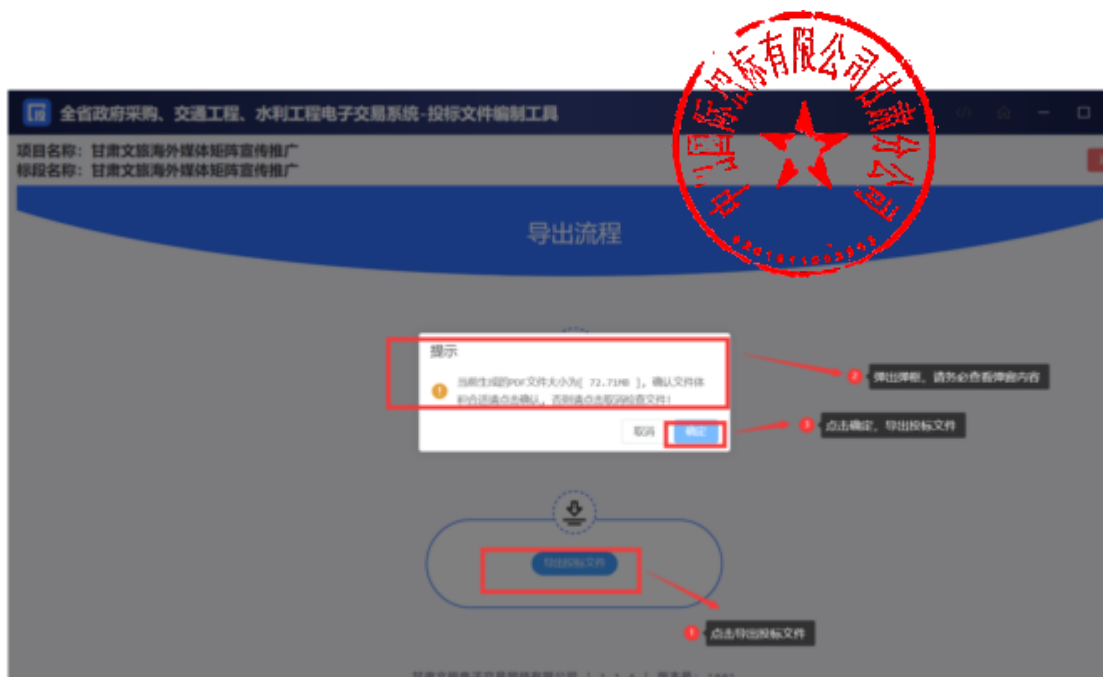 中川国际招标有限公司甘肃分公司
全省政府采购、交通工程、水利工程电子交易系统-投标文件编制工具
项目名称：甘肃文旅海外媒体矩阵宣传推广
标段名称：甘肃文旅海外媒体矩阵宣传推广
导出流程
提示
当前生成的PDF文件大小为[ 72.71MB ]，确认文件体
积合适请点击确认，否则请点击取消检查文件！
取消 确定
2 弹出弹框，请务必查看弹窗内容
3 点击确定，导出投标文件
导出投标文件
1 点击导出投标文件